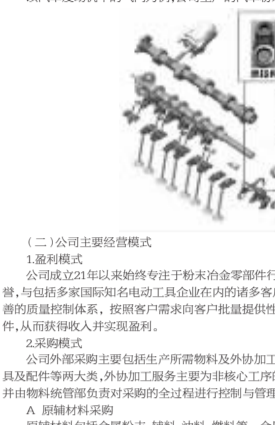 (二)公司主要经营模式
1.盈利模式
公司成立21年以来始终专注于粉末冶金零部件行
誉,与包括多家国际知名电动工具企业在内的诸多客
善的质量控制体系,按照客户需求向客户批量提供性
件,从而获得收入并实现盈利。
2.采购模式
公司外部采购主要包括生产所需物料及外协加工
具及配件等两大类,外协加工服务主要为非核心工序的
并由物料统管部负责对采购的全过程进行控制与管理
A 原辅材料采购